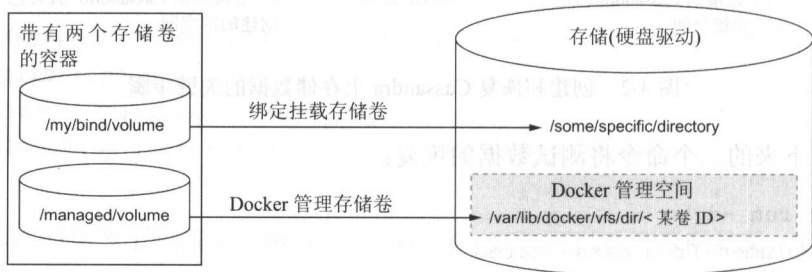 带有两个存储卷
的容器
存储(硬盘驱动)
/my/bind/volume
绑定挂载存储卷
/some/specific/directory
/managed/volume
Docker 管理存储卷
Docker 管理空间
/var/lib/docker/vfs/dir/< 某卷 ID>